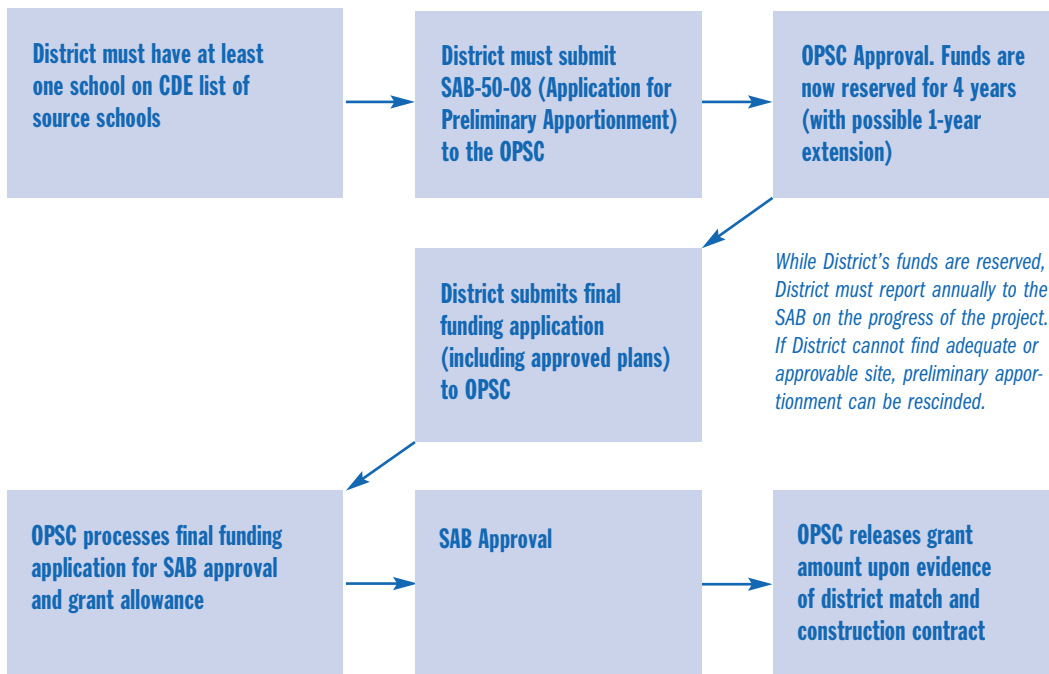 District must have at least
one school on CDE list of
source schools
District must submit
SAB-50-08 (Application for
Preliminary Apportionment)
to the OPSC
OPSC Approval. Funds are
now reserved for 4 years
(with possible 1-year
extension)
While District's funds are reserved,
District must report annually to the
SAB on the progress of the project.
If District cannot find adequate or
approvable site, preliminary appor-
tionment can be rescinded.
District submits final
funding application
(including approved plans)
to OPSC
OPSC processes final funding
application for SAB approval
and grant allowance
SAB Approval
OPSC releases grant
amount upon evidence
of district match and
construction contract